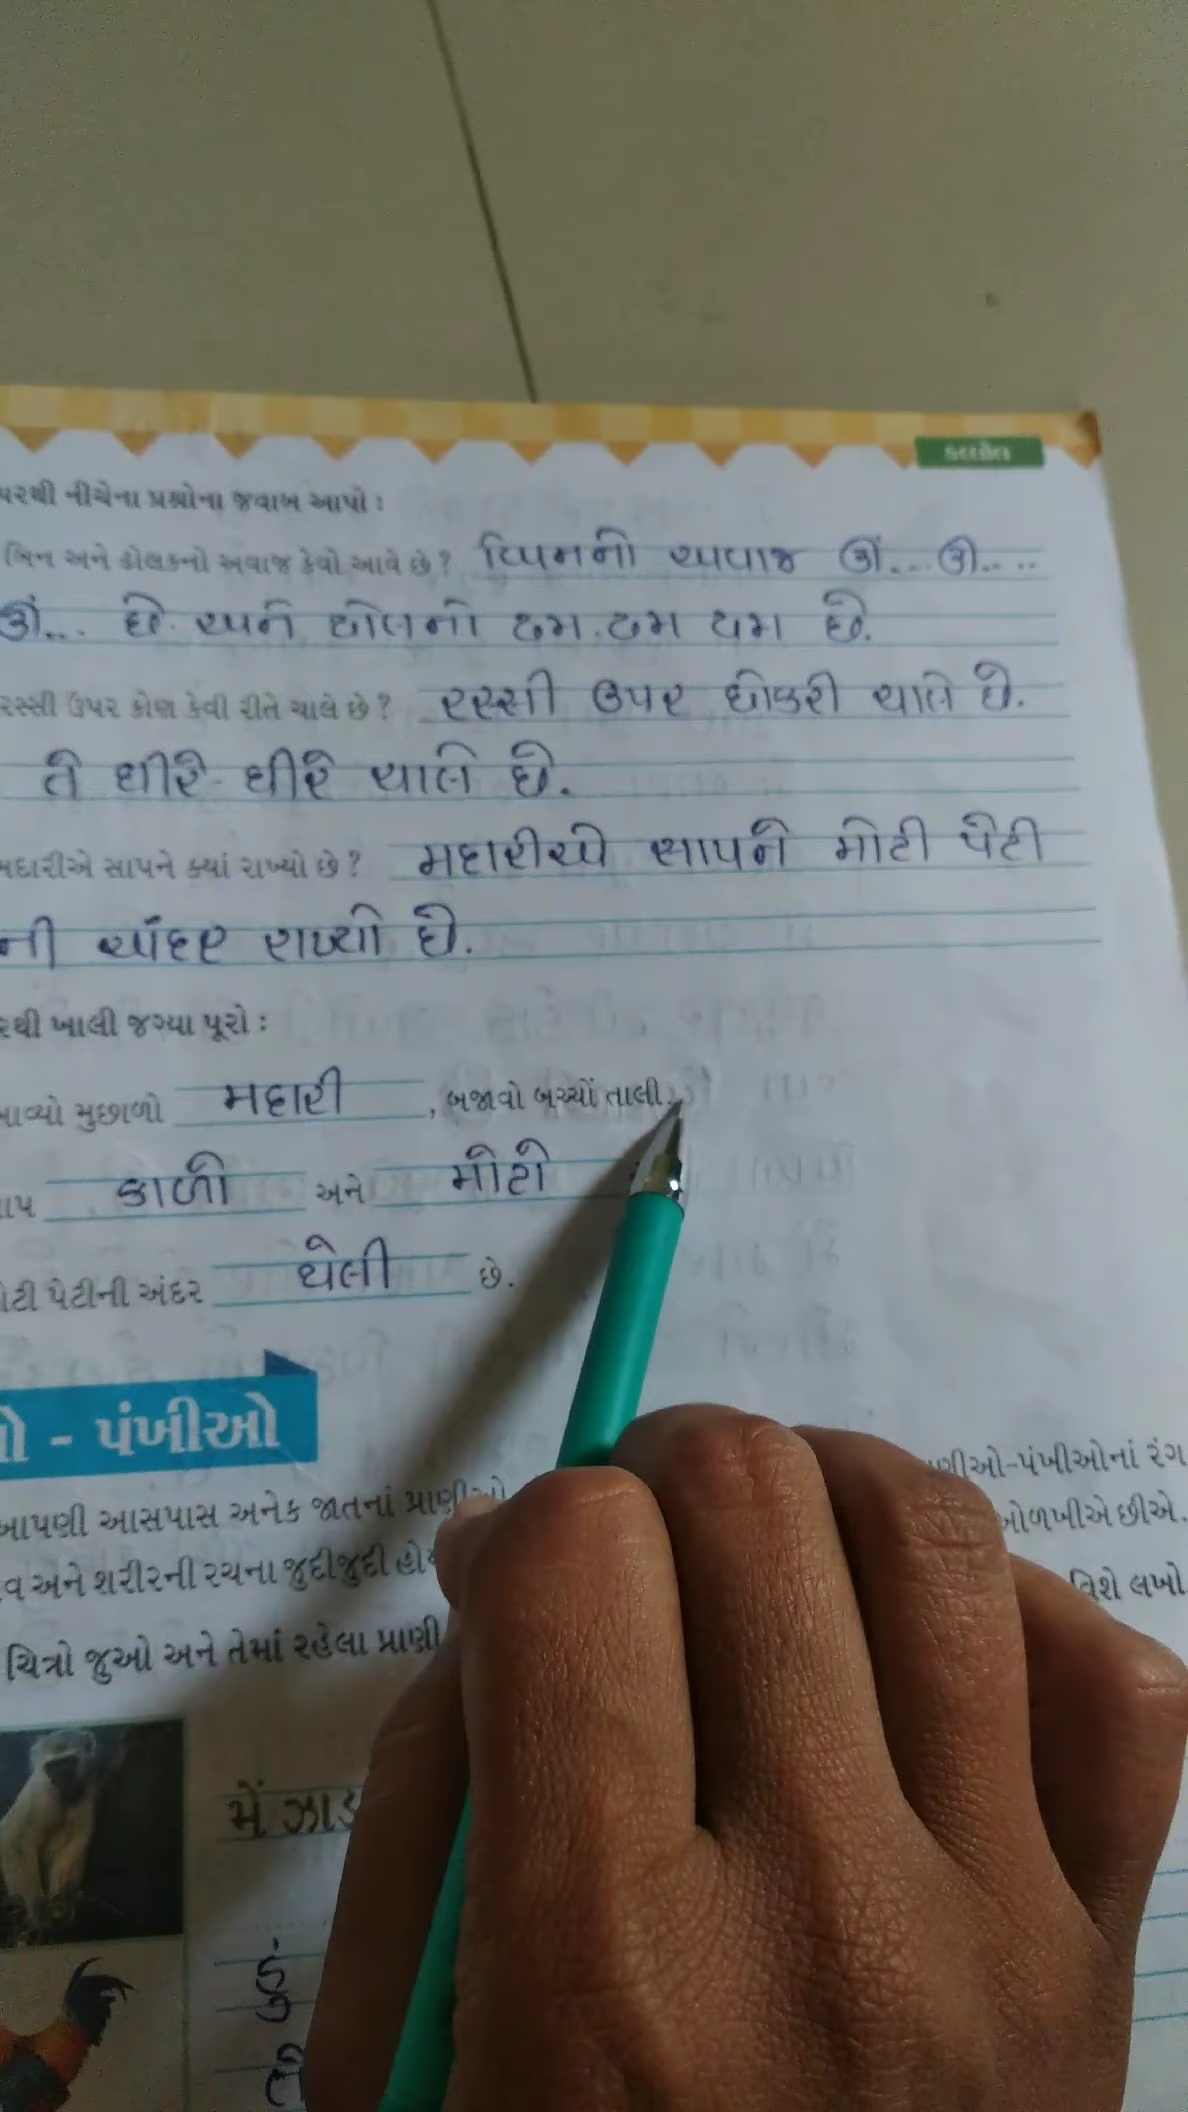 કલ્લોલ
પરથી નીચેના પ્રશ્નોના જવાબ આપો :
બિન અને ઢોલકનો અવાજ કેવો આવે છે? બિનનો અવાજ ઊં....ઊં....
ઊં... છે. અને ઢોલનો ઢમ.ઢમ ઢમ છે.
રસ્સી ઉપર કોણ કેવી રીતે ચાલે છે? રસ્સી ઉપર છોકરી ચાલે છે.
તે ધીરે ધીરે ચાલે છે.
મદારીએ સાપને ક્યાં રાખ્યો છે? મદારીએ સાપને મોટી પેટી
ની અંદર રાખ્યો છે.
રથી ખાલી જગ્યા પૂરો :
આવ્યો મુછાળો મદારી, બજાવો બચ્ચોં તાલી.
ાપ કાળો અને મોટો
ોટી પેટીની અંદર થેલી છે.
ઓ - પંખીઓ
આપણી આસપાસ અનેક જાતનાં પ્રાણીઓ ણીઓ-પંખીઓનાં રંગ
વ અને શરીરની રચના જુદીજુદી હોય ઓળખીએ છીએ.
ચિત્રો જુઓ અને તેમાં રહેલા પ્રાણી વિશે લખો
મેં ઝાડ
હું
તે